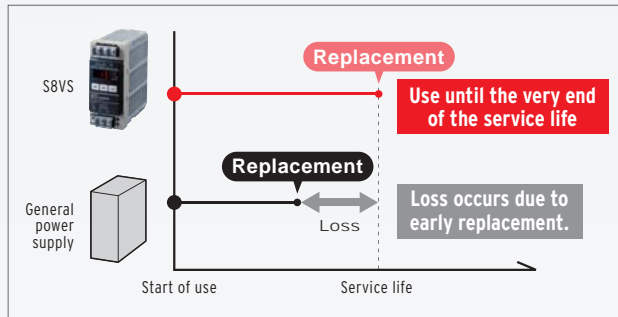 Replacement
S8VS
Use until the very end
of the service life
Replacement
General
power
supply
Loss
Loss occurs due to
early replacement.
Start of use
Service life